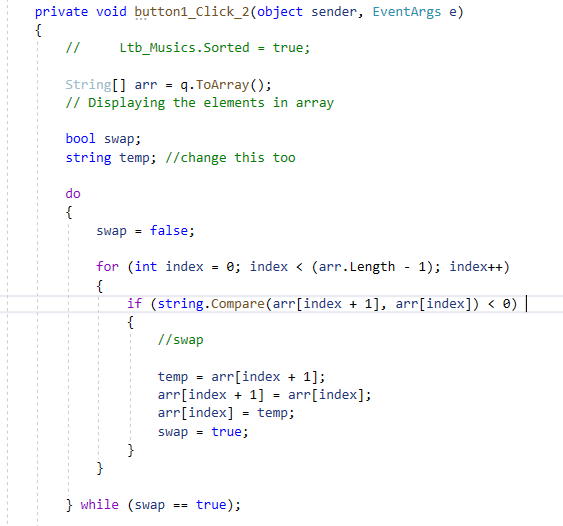 private void button1_Click_2(object sender, EventArgs e)
{
//     Ltb_Musics.Sorted = true;
String[] arr = q.ToArray();
// Displaying the elements in array
bool swap;
string temp; //change this too
do
{
swap = false;
for (int index = 0; index < (arr.Length - 1); index++)
{
if (string.Compare(arr[index + 1], arr[index]) < 0)
{
//swap
temp = arr[index + 1];
arr[index + 1] = arr[index];
arr[index] = temp;
swap = true;
}
}
} while (swap == true);